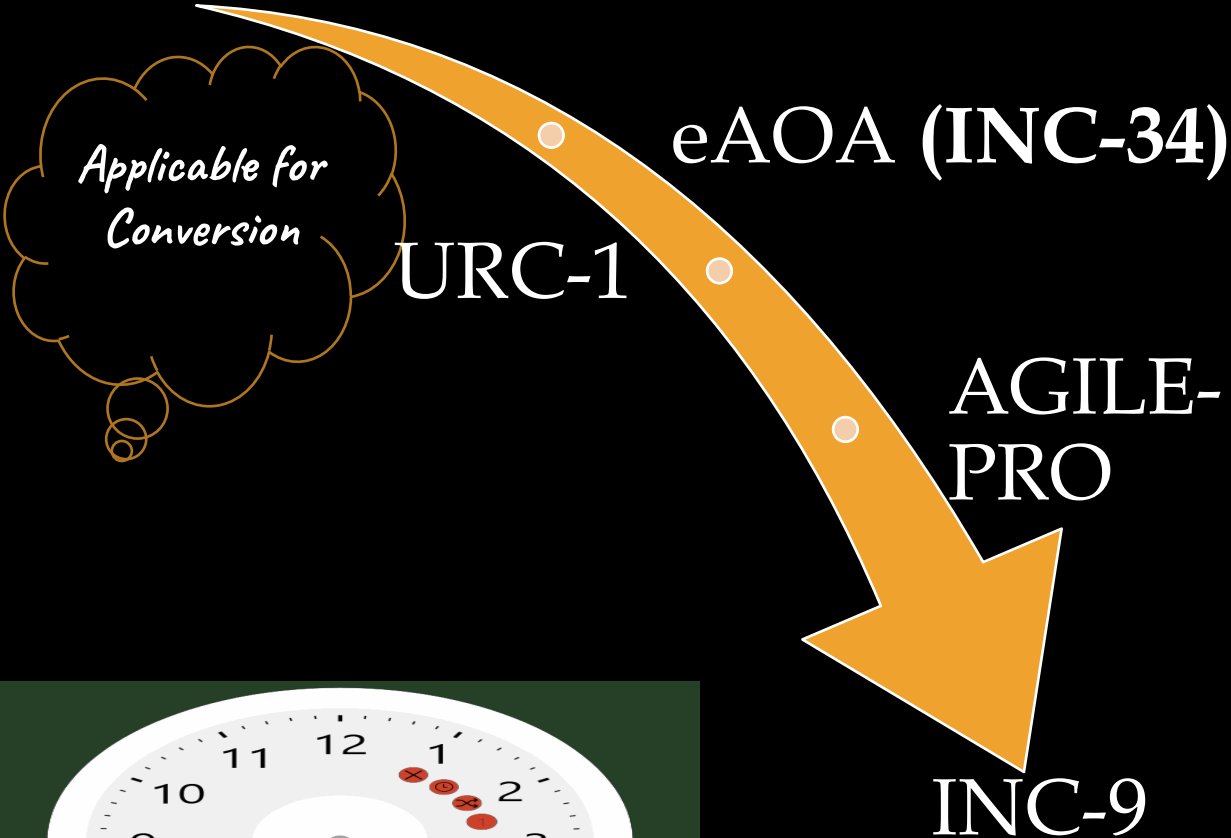 eAOA (INC-34)
Applicable for
Conversion
URC-1
AGILE-
PRO
INC-9
12
11
1
10
2